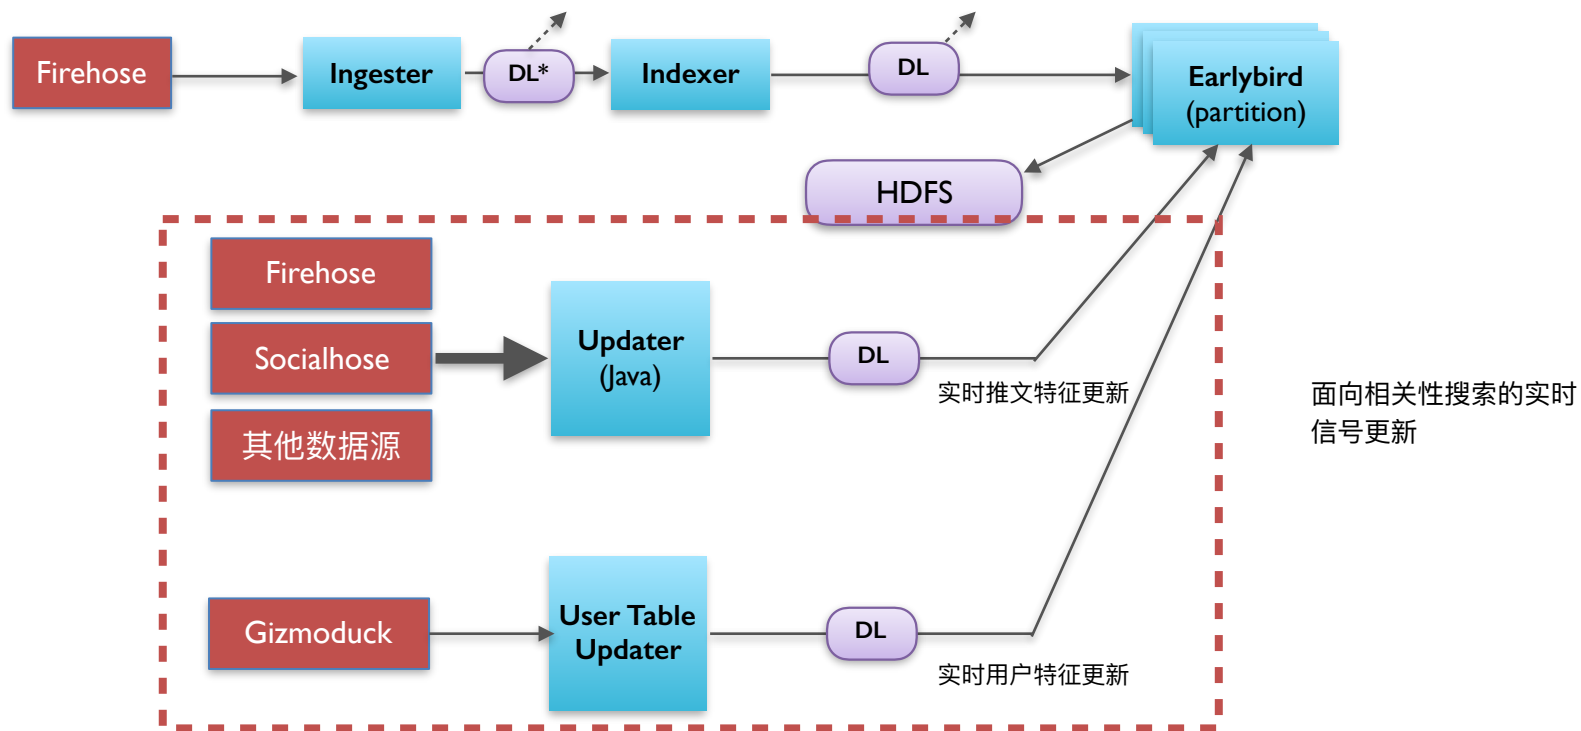 Firehose
Ingester
DL*
Indexer
DL
Earlybird
(partition)
HDFS
Firehose
Socialhose
其他数据源
Updater
(Java)
DL
实时推文特征更新
面向相关性搜索的实时
信号更新
Gizmoduck
User Table
Updater
DL
实时用户特征更新